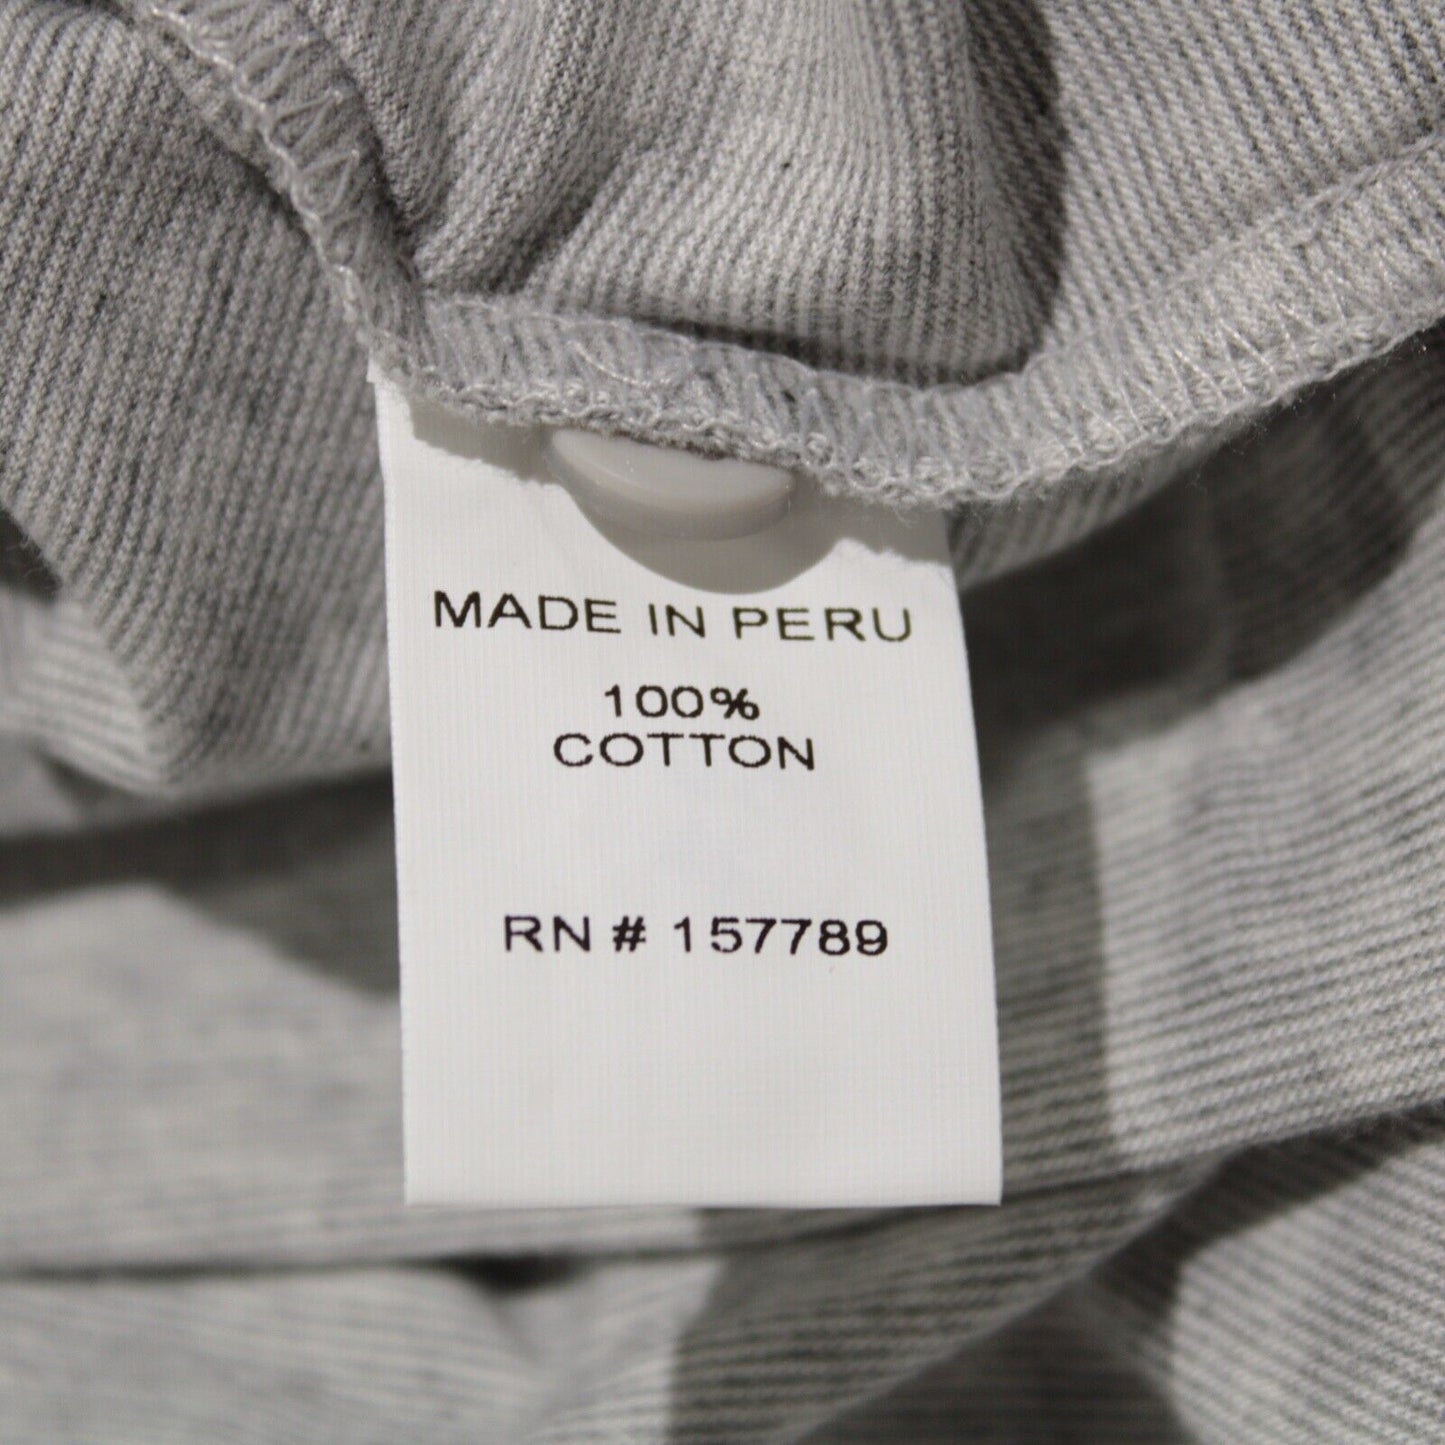 MADE IN PERU
100%
COTTON
RN # 157789